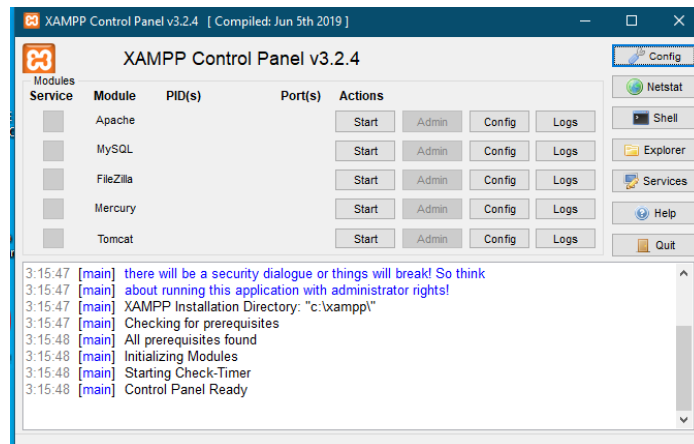 XAMPP Control Panel v3.2.4 [ Compiled: Jun 5th 2019 ]
XAMPP Control Panel v3.2.4
Config
Modules
Netstat
Service Module PID(s) Port(s) Actions
Apache Start Admin Config Logs
Shell
MySQL Start Admin Config Logs
Explorer
FileZilla Start Admin Config Logs
Services
Mercury Start Admin Config Logs
Help
Tomcat Start Admin Config Logs
Quit
3:15:47 [main] there will be a security dialogue or things will break! So think
3:15:47 [main] about running this application with administrator rights!
3:15:47 [main] XAMPP Installation Directory: "c:\xampp\"
3:15:47 [main] Checking for prerequisites
3:15:48 [main] All prerequisites found
3:15:48 [main] Initializing Modules
3:15:48 [main] Starting Check-Timer
3:15:48 [main] Control Panel Ready